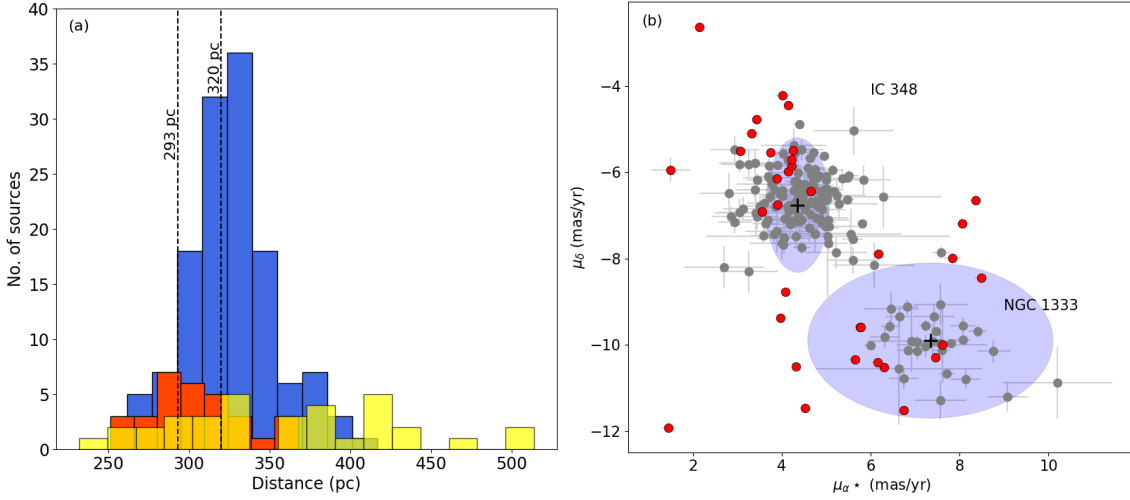 (a)
40
35
30
25
20
15
10
5
0
No. of sources
293 pc
320 pc
250 300 350 400 450 500
Distance (pc)
(b)
IC 348
NGC 1333
−4
−6
−8
−10
−12
μδ (mas/yr)
2 4 6 8 10
μα⋆ (mas/yr)